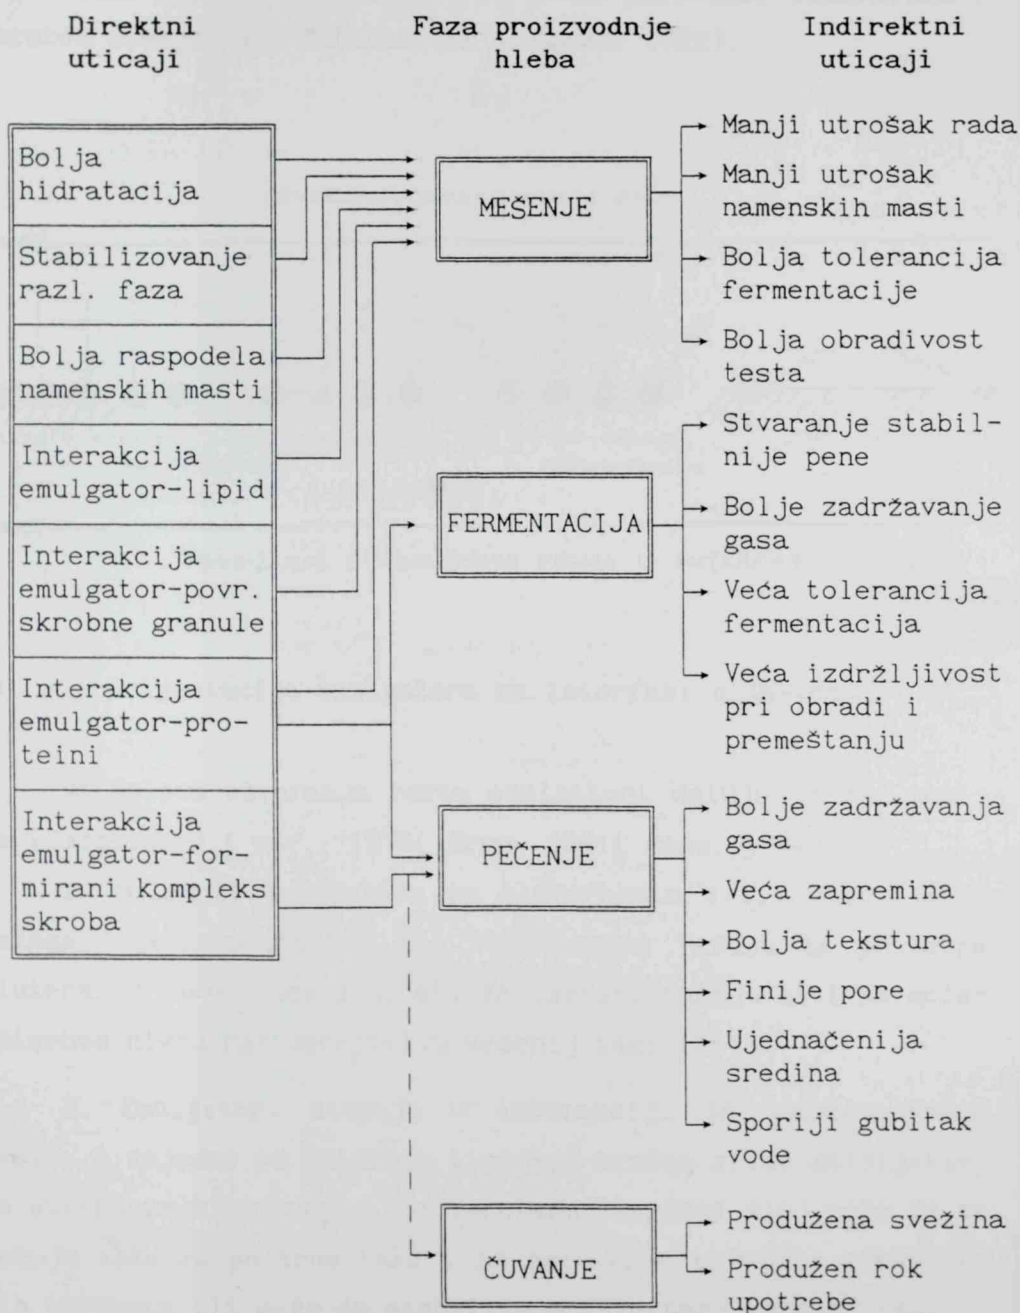 Direktni
uticaji
Faza proizvodnje
hleba
Indirektni
uticaji
Bolja
hidratacija
Stabilizovanje
razl. faza
Bolja raspodela
namenskih masti
Interakcija
emulgator-lipid
Interakcija
emulgator-povr.
skrobne granule
Interakcija
emulgator-pro-
teini
Interakcija
emulgator-for-
mirani kompleks
skroba
MEŠENJE
FERMENTACIJA
PEČENJE
ČUVANJE
Manji utrošak rada
Manji utrošak
namenskih masti
Bolja tolerancija
fermentacije
Bolja obradivost
testa
Stvaranje stabil-
nije pene
Bolje zadržavanje
gasa
Veća tolerancija
fermentacija
Veća izdržljivost
pri obradi i
premeštanju
Bolje zadržavanja
gasa
Veća zapremina
Bolja tekstura
Finije pore
Ujednačenija
sredina
Sporiji gubitak
vode
Produžena svežina
Produžen rok
upotrebe